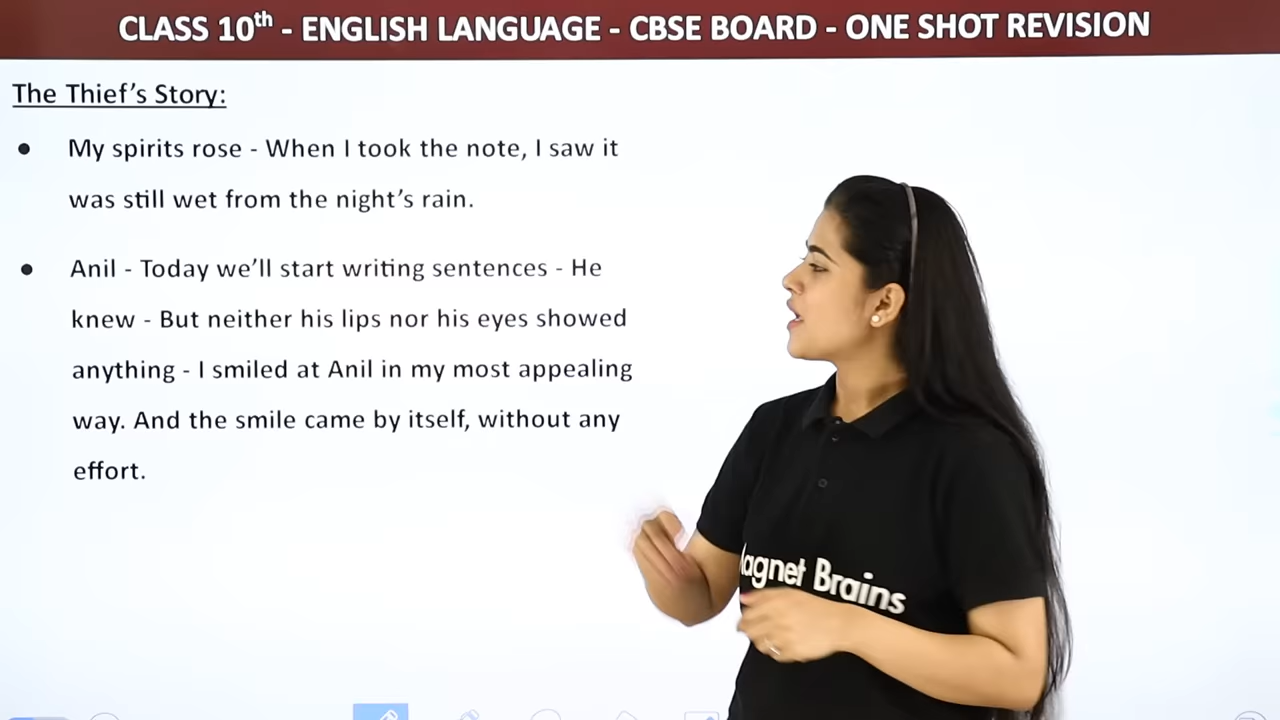 CLASS 10th - ENGLISH LANGUAGE - CBSE BOARD - ONE SHOT REVISION
The Thief's Story:
● My spirits rose - When I took the note, I saw it
was still wet from the night's rain.
● Anil - Today we'll start writing sentences - He
knew - But neither his lips nor his eyes showed
anything - I smiled at Anil in my most appealing
way. And the smile came by itself, without any
effort.
Magnet Brains